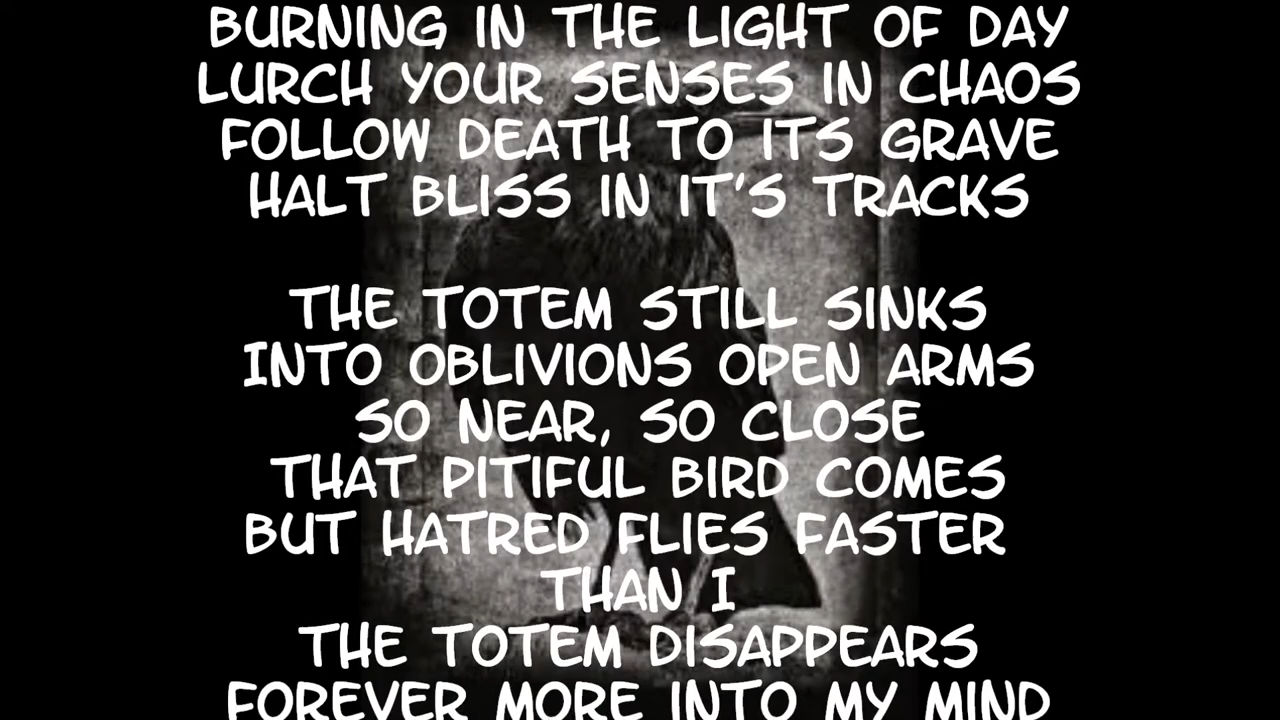 BURNING IN THE LIGHT OF DAY
LURCH YOUR SENSES IN CHAOS
FOLLOW DEATH TO ITS GRAVE
HALT BLISS IN IT'S TRACKS
THE TOTEM STILL SINKS
INTO OBLIVIONS OPEN ARMS
SO NEAR, SO CLOSE
THAT PITIFUL BIRD COMES
BUT HATRED FLIES FASTER
THAN I
THE TOTEM DISAPPEARS
FOREVER MORE INTO MY MIND